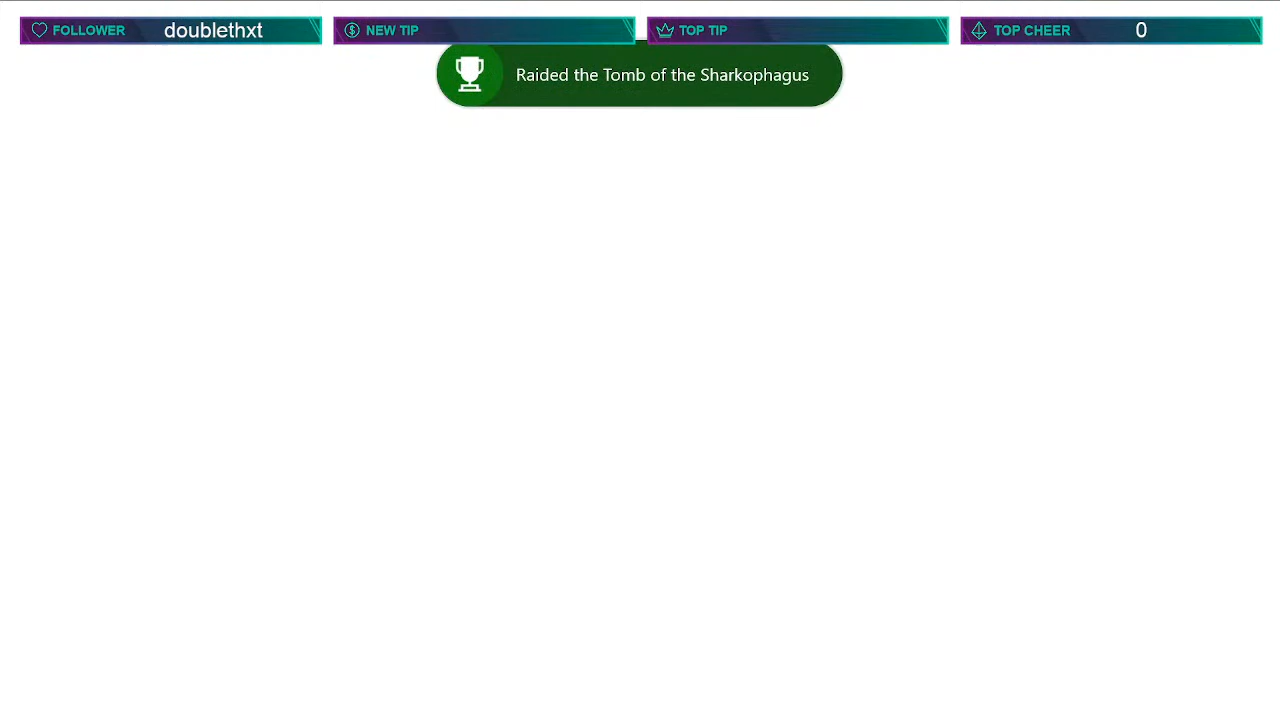 FOLLOWER doublethxt NEW TIP TOP TIP TOP CHEER 0
Raided the Tomb of the Sharkophagus